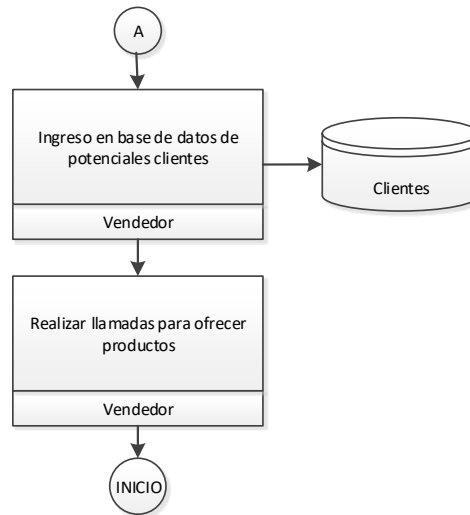 A
Ingreso en base de datos de
potenciales clientes
Clientes
Vendedor
Realizar llamadas para ofrecer
productos
Vendedor
INICIO